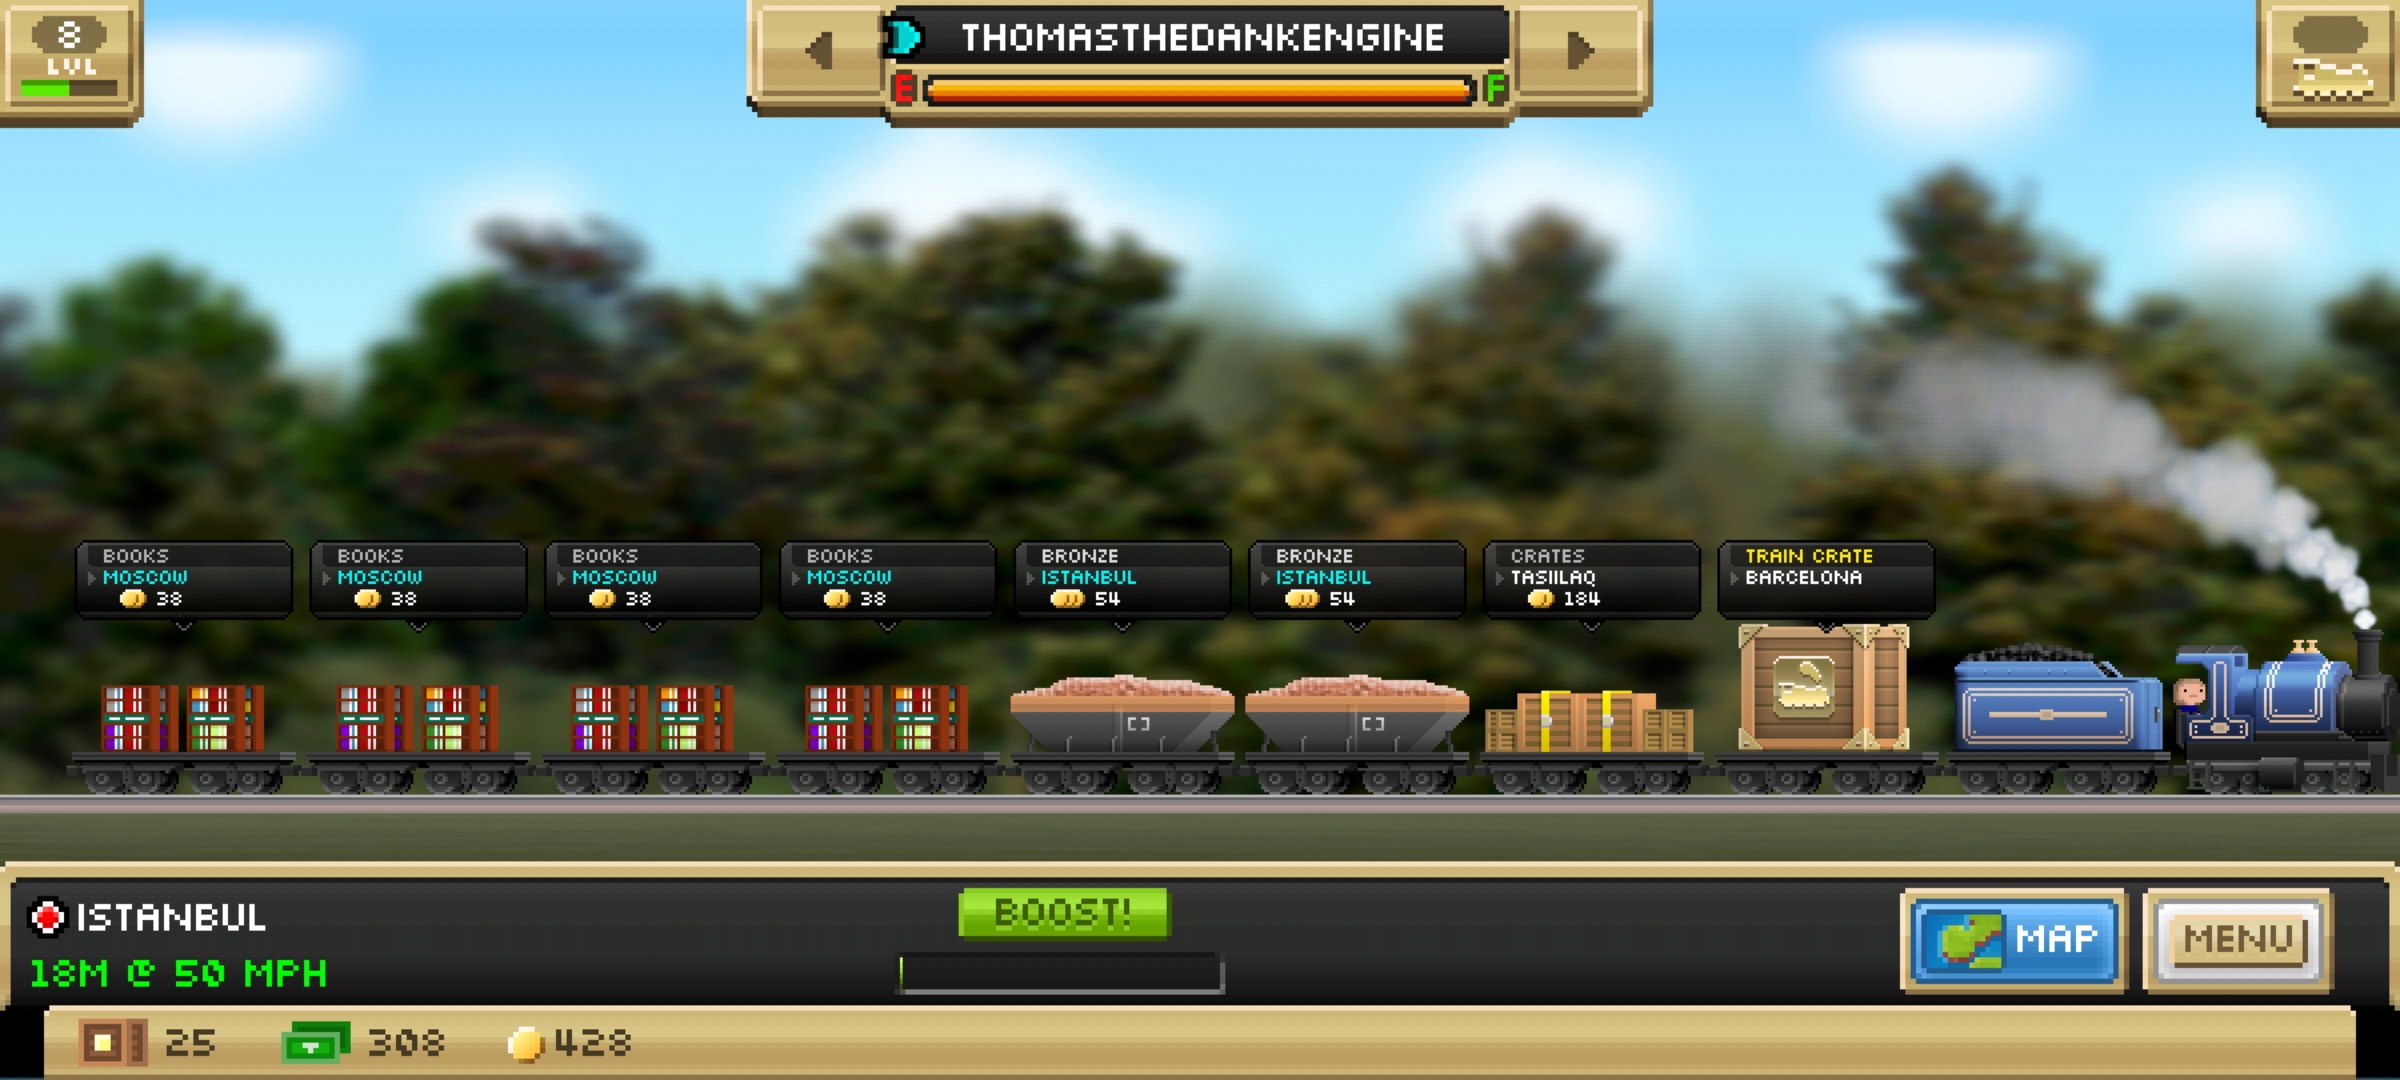 8
LVL
THOMASTHEDANKENGINE
E F
BOOKS
MOSCOW
38
BOOKS
MOSCOW
38
BOOKS
MOSCOW
38
BOOKS
MOSCOW
38
BRONZE
ISTANBUL
54
BRONZE
ISTANBUL
54
CRATES
TASIILAQ
184
TRAIN CRATE
BARCELONA
ISTANBUL
18M @ 50 MPH
BOOST!
MAP
MENU
25 308 428